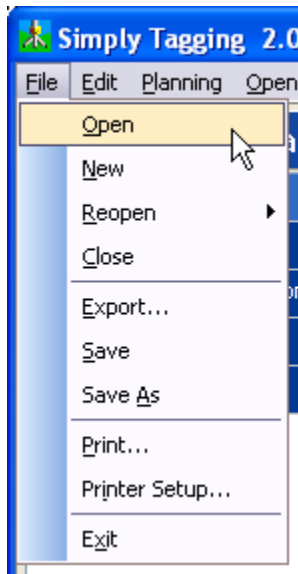 Simply Tagging 2.0
File Edit Planning Open
Open
New
Reopen
Close
Export...
Save
Save As
Print...
Printer Setup...
Exit